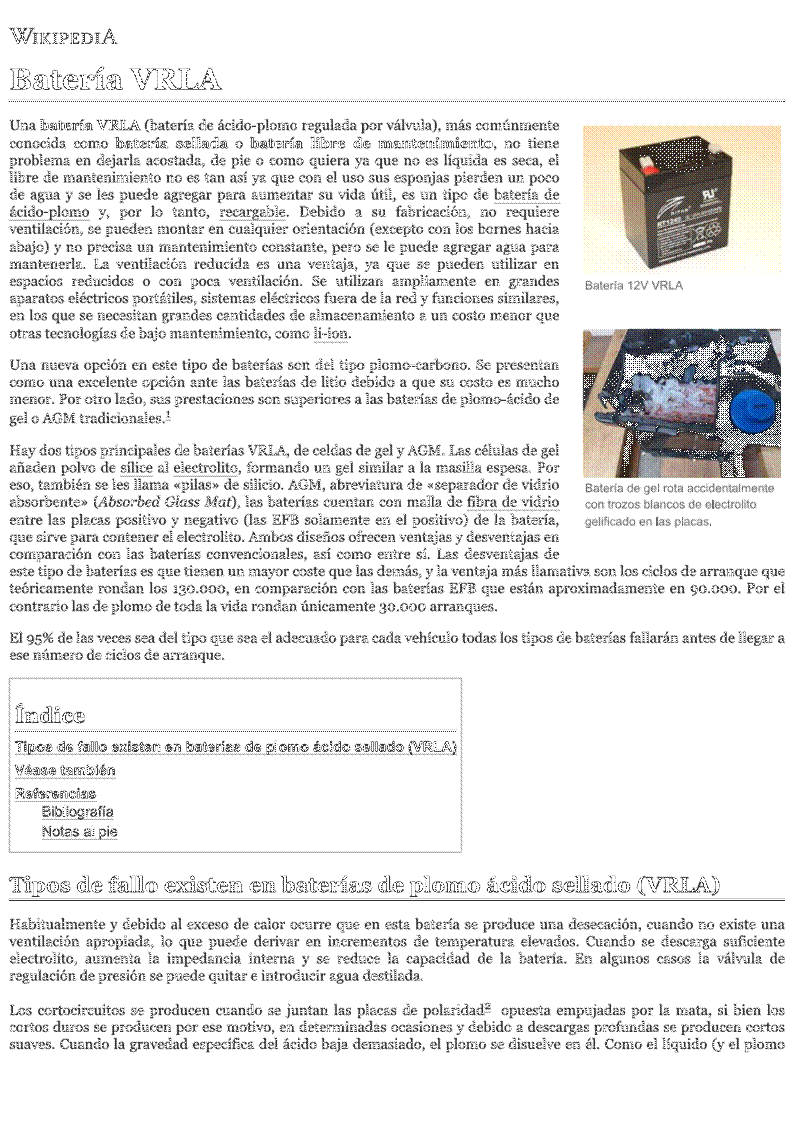 WIKIPEDIA
Batería VRLA
Una batería VRLA (batería de ácido-plomo regulada por válvula), más comúnmente
conocida como batería sellada o batería libre de mantenimiento, no tiene
problema en dejarla acostada, de pie o como quiera ya que no es líquida es seca, el
libre de mantenimiento no es tan así ya que con el uso sus esponjas pierden un poco
de agua y se les puede agregar para aumentar su vida útil, es un tipo de batería de
ácido-plomo y, por lo tanto, recargable. Debido a su fabricación, no requiere
ventilación, se pueden montar en cualquier orientación (excepto con los bornes hacia
abajo) y no precisa un mantenimiento constante, pero se le puede agregar agua para
mantenerla. La ventilación reducida es una ventaja, ya que se pueden utilizar en
espacios reducidos o con poca ventilación. Se utilizan ampliamente en grandes
aparatos eléctricos portátiles, sistemas eléctricos fuera de la red y funciones similares,
en los que se necesitan grandes cantidades de almacenamiento a un costo menor que
otras tecnologías de bajo mantenimiento, como li-ion.
Batería 12V VRLA
Una nueva opción en este tipo de baterías son del tipo plomo-carbono. Se presentan
como una excelente opción ante las baterías de litio debido a que su costo es mucho
menor. Por otro lado, sus prestaciones son superiores a las baterías de plomo-ácido de
gel o AGM tradicionales.1
Hay dos tipos principales de baterías VRLA, de celdas de gel y AGM. Las células de gel
añaden polvo de sílice al electrolito, formando un gel similar a la masilla espesa. Por
eso, también se les llama «pilas» de silicio. AGM, abreviatura de «separador de vidrio
absorbente» (Absorbed Glass Mat), las baterías cuentan con malla de fibra de vidrio
entre las placas positivo y negativo (las EFB solamente en el positivo) de la batería,
que sirve para contener el electrolito. Ambos diseños ofrecen ventajas y desventajas en
comparación con las baterías convencionales, así como entre sí. Las desventajas de
este tipo de baterías es que tienen un mayor coste que las demás, y la ventaja más llamativa son los ciclos de arranque que
teóricamente rondan los 130.000, en comparación con las baterías EFB que están aproximadamente en 90.000. Por el
contrario las de plomo de toda la vida rondan únicamente 30.000 arranques.
Batería de gel rota accidentalmente
con trozos blancos de electrolito
gelificado en las placas.
El 95% de las veces sea del tipo que sea el adecuado para cada vehículo todas los tipos de baterías fallarán antes de llegar a
ese número de ciclos de arranque.
Índice
Tipos de fallo existen en baterías de plomo ácido sellado (VRLA)
Véase también
Referencias
Bibliografía
Notas al pie
Tipos de fallo existen en baterías de plomo ácido sellado (VRLA)
Habitualmente y debido al exceso de calor ocurre que en esta batería se produce una desecación, cuando no existe una
ventilación apropiada, lo que puede derivar en incrementos de temperatura elevados. Cuando se descarga suficiente
electrolito, aumenta la impedancia interna y se reduce la capacidad de la batería. En algunos casos la válvula de
regulación de presión se puede quitar e introducir agua destilada.
Los cortocircuitos se producen cuando se juntan las placas de polaridad2 opuesta empujadas por la mata, si bien los
cortos duros se producen por ese motivo, en determinadas ocasiones y debido a descargas profundas se producen cortos
suaves. Cuando la gravedad específica del ácido baja demasiado, el plomo se disuelve en él. Como el líquido (y el plomo